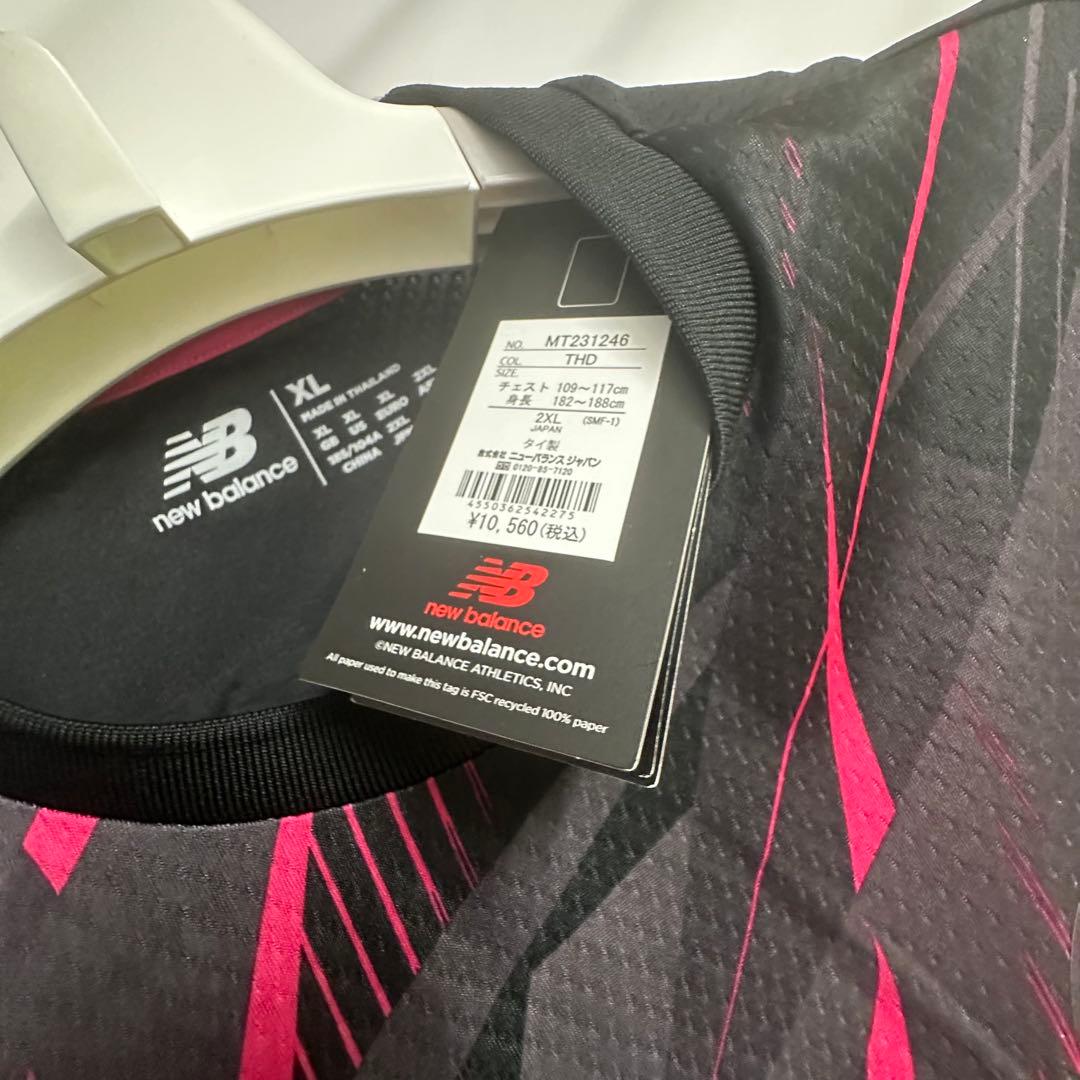 XL
MADE IN THAILAND
XL XL 2XL
GB US EURO
185/104A 2XL
CHINA
NB
new balance
NO. MT231246
COL. THD
SIZE.
チェスト 109～117cm
身長 182～188cm
2XL (SMF-1)
JAPAN
タイ製
株式会社 ニューバランス ジャパン
0120-85-7120
4550362542275
¥10,560(税込)
NB
new balance
www.newbalance.com
©NEW BALANCE ATHLETICS, INC
All paper used to make this tag is FSC recycled 100% paper